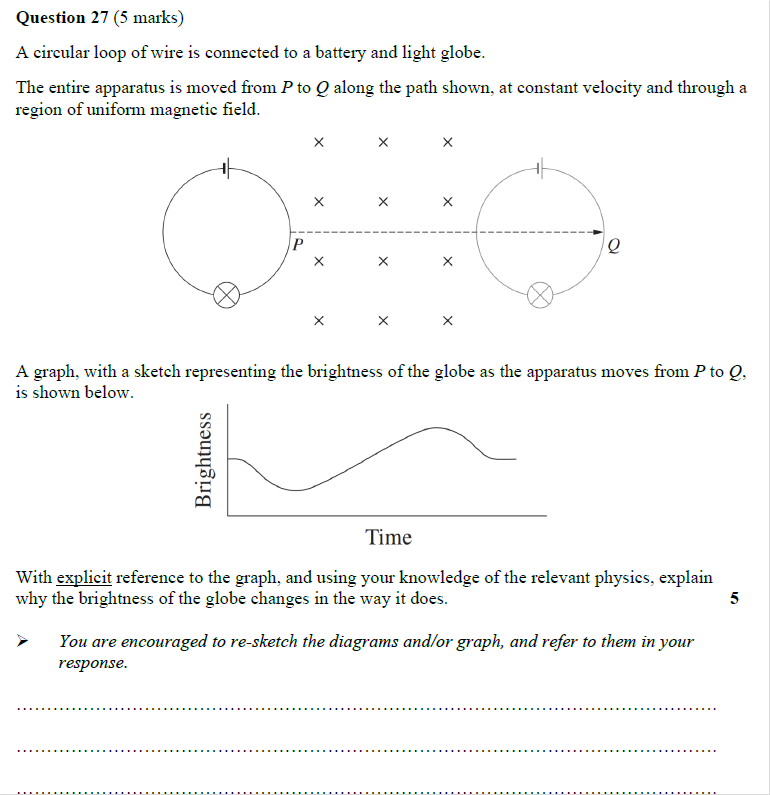 Question 27 (5 marks)
A circular loop of wire is connected to a battery and light globe.
The entire apparatus is moved from P to Q along the path shown, at constant velocity and through a
region of uniform magnetic field.
P
Q
A graph, with a sketch representing the brightness of the globe as the apparatus moves from P to Q,
is shown below.
Brightness
Time
With explicit reference to the graph, and using your knowledge of the relevant physics, explain
why the brightness of the globe changes in the way it does. 5
➢ You are encouraged to re-sketch the diagrams and/or graph, and refer to them in your
response.